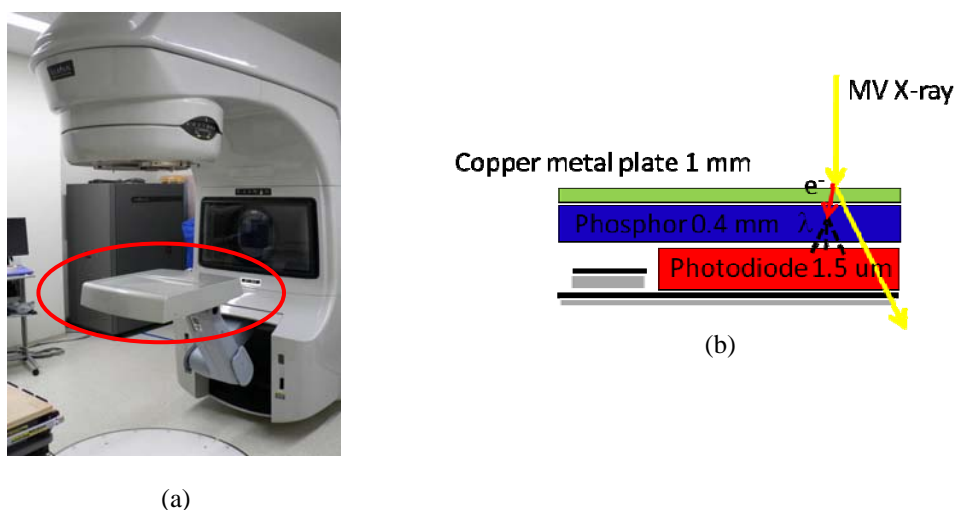 MV X-ray
Copper metal plate 1 mm
e-
Phosphor 0.4 mm λ
Photodiode 1.5 um
(b)
(a)